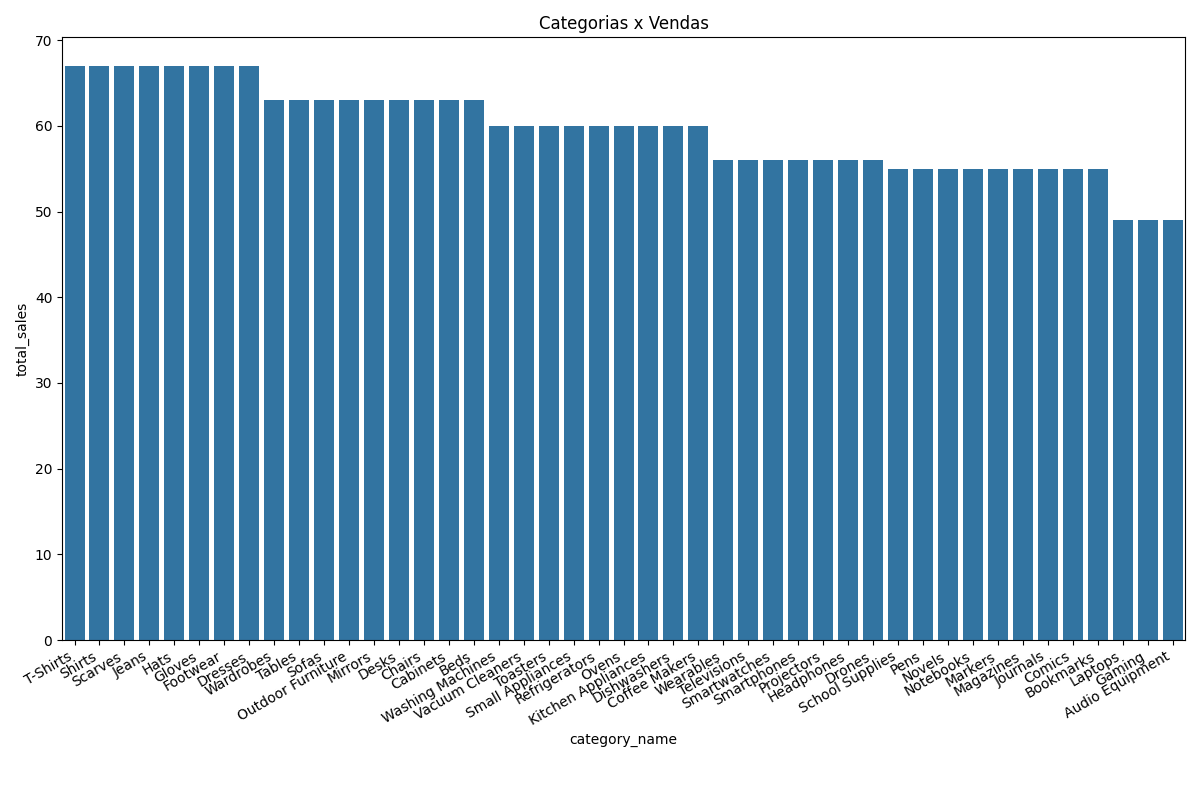 Categorias x Vendas
total_sales
70
60
50
40
30
20
10
0
T-Shirts
Shirts
Scarves
Jeans
Hats
Gloves
Footwear
Dresses
Wardrobes
Tables
Sofas
Outdoor Furniture
Mirrors
Desks
Chairs
Cabinets
Beds
Washing Machines
Vacuum Cleaners
Toasters
Small Appliances
Refrigerators
Ovens
Kitchen Appliances
Dishwashers
Coffee Makers
Wearables
Televisions
Smartwatches
Smartphones
Projectors
Headphones
Drones
School Supplies
Pens
Novels
Notebooks
Markers
Magazines
Journals
Comics
Bookmarks
Laptops
Gaming
Audio Equipment
category_name